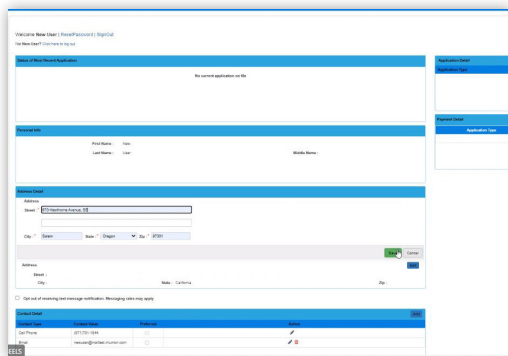 Welcome New User | ResetPassword | SignOut
Not New User? Click here to log out
Status of Most Recent Application
No current application on file
Application Detail
Application Type
Payment Detail
Application Type
Personal Info
First Name : New
Last Name : User Middle Name :
Address Detail
Address
Street : * 970 Hawthorne Avenue, SE
City : * Salem State : * Oregon Zip : * 97301
Save Cancel
Address Edit
Street :
City : State : California Zip :
Opt out of receiving text message notification. Messaging rates may apply
Contact Detail Add
Contact Type Contact Value Preferred Action
Cell Phone
Email
EELS